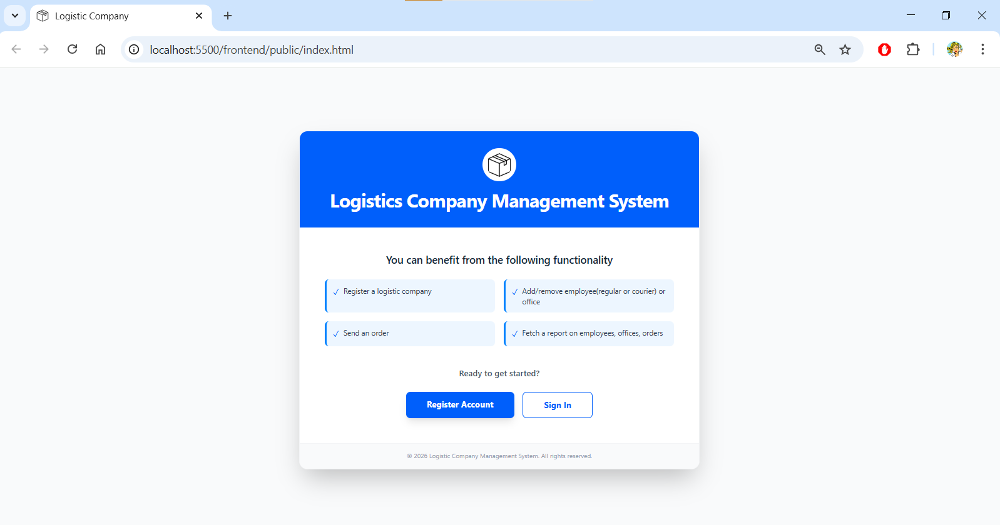 Logistic Company
localhost:5500/frontend/public/index.html
Logistics Company Management System
You can benefit from the following functionality
✓ Register a logistic company
✓ Add/remove employee(regular or courier) or
office
✓ Send an order
✓ Fetch a report on employees, offices, orders
Ready to get started?
Register Account
Sign In
© 2026 Logistic Company Management System. All rights reserved.